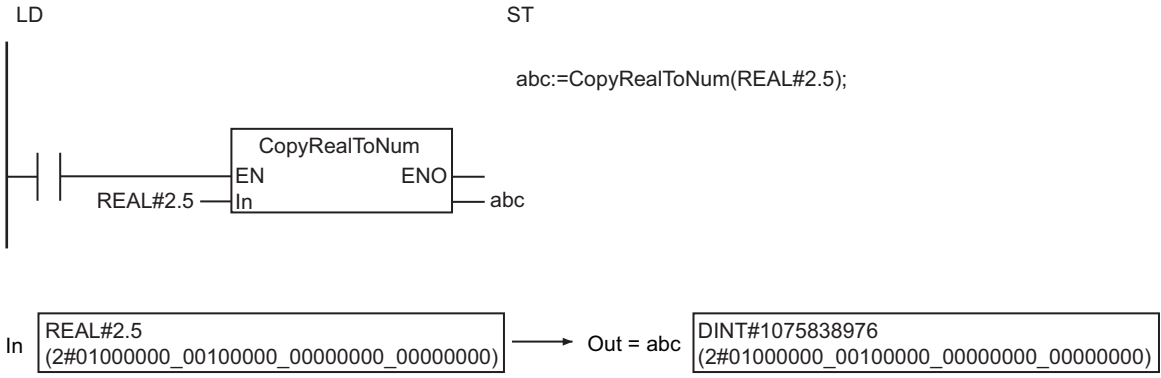 LD
ST
abc:=CopyRealToNum(REAL#2.5);
CopyRealToNum
EN ENO
REAL#2.5 In abc
In REAL#2.5 Out = abc DINT#1075838976
(2#01000000_00100000_00000000_00000000) (2#01000000_00100000_00000000_00000000)